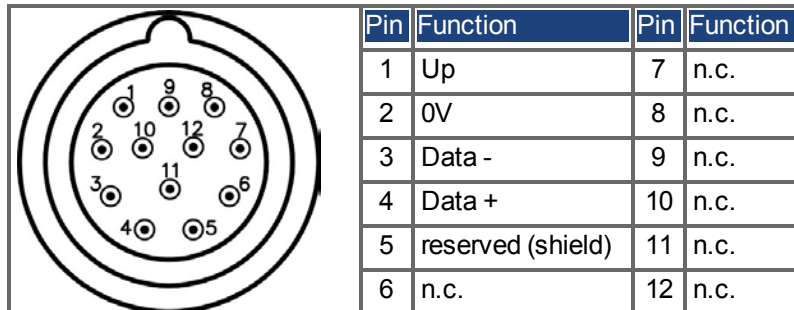 1 9 8
2 10 12 7
11
3 6
4 5
Pin Function Pin Function
1 Up 7 n.c.
2 0V 8 n.c.
3 Data - 9 n.c.
4 Data + 10 n.c.
5 reserved (shield) 11 n.c.
6 n.c. 12 n.c.